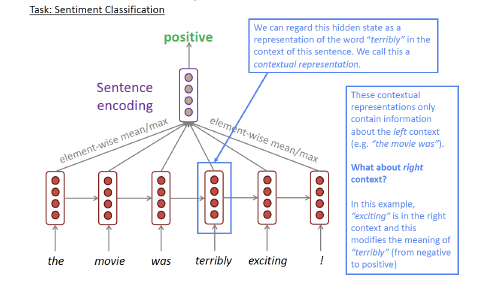 Task: Sentiment Classification
positive
We can regard this hidden state as a
representation of the word “terribly” in the
context of this sentence. We call this a
contextual representation.
Sentence
encoding
element-wise mean/max
element-wise mean/max
These contextual
representations only
contain information
about the left context
(e.g. “the movie was”).
What about right
context?
In this example,
“exciting” is in the right
context and this
modifies the meaning of
“terribly” (from negative
to positive)
the movie was terribly exciting !